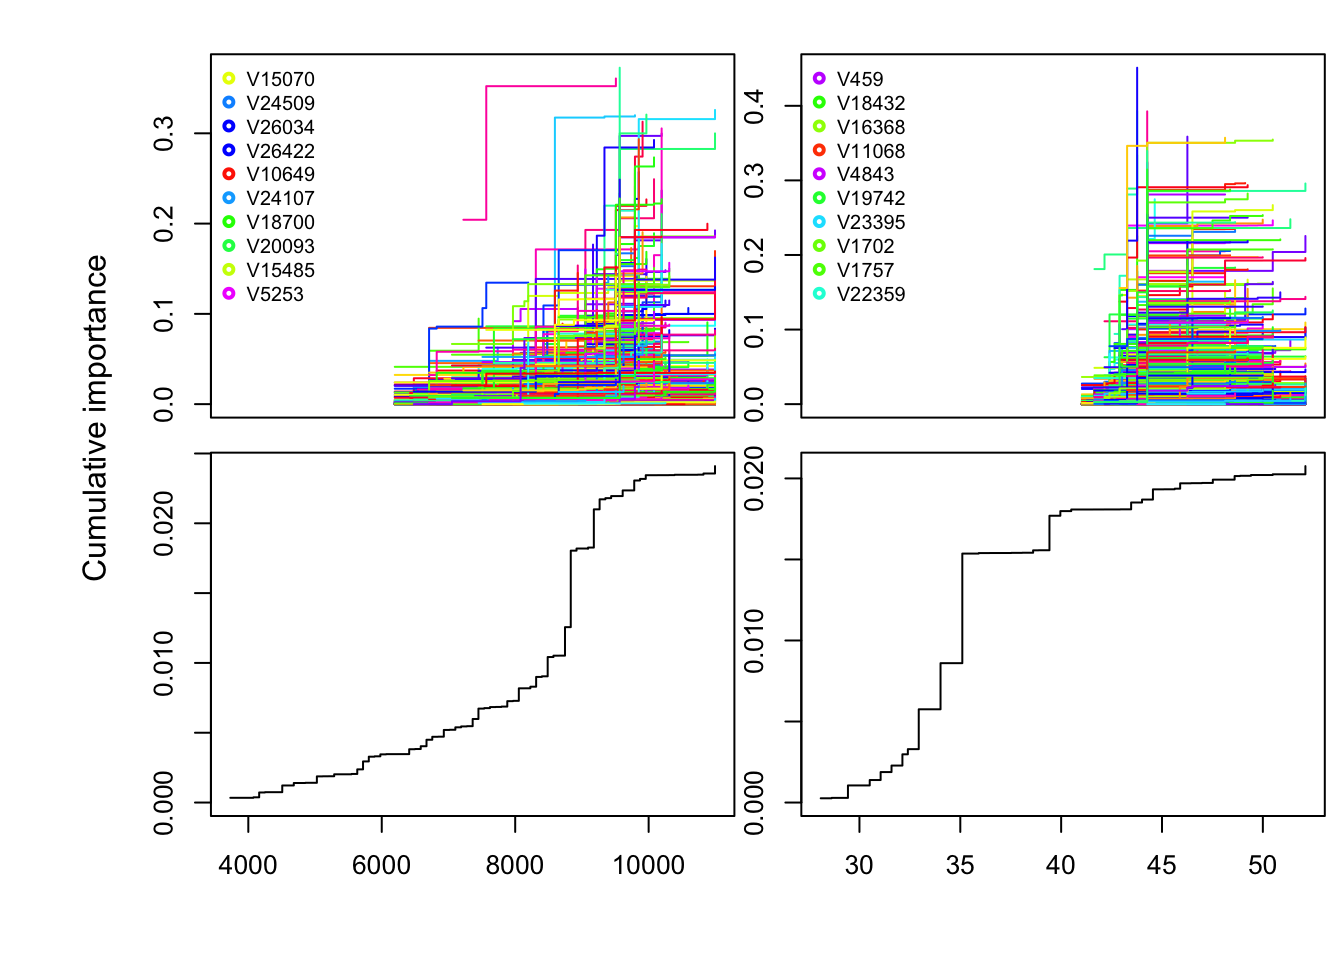 Cumulative importance
0.0
0.1
0.2
0.3
V15070
V24509
V26034
V26422
V10649
V24107
V18700
V20093
V15485
V5253
0.0
0.1
0.2
0.3
0.4
V459
V18432
V16368
V11068
V4843
V19742
V23395
V1702
V1757
V22359
0.000
0.010
0.020
4000 6000 8000 10000
0.000
0.010
0.020
30 35 40 45 50